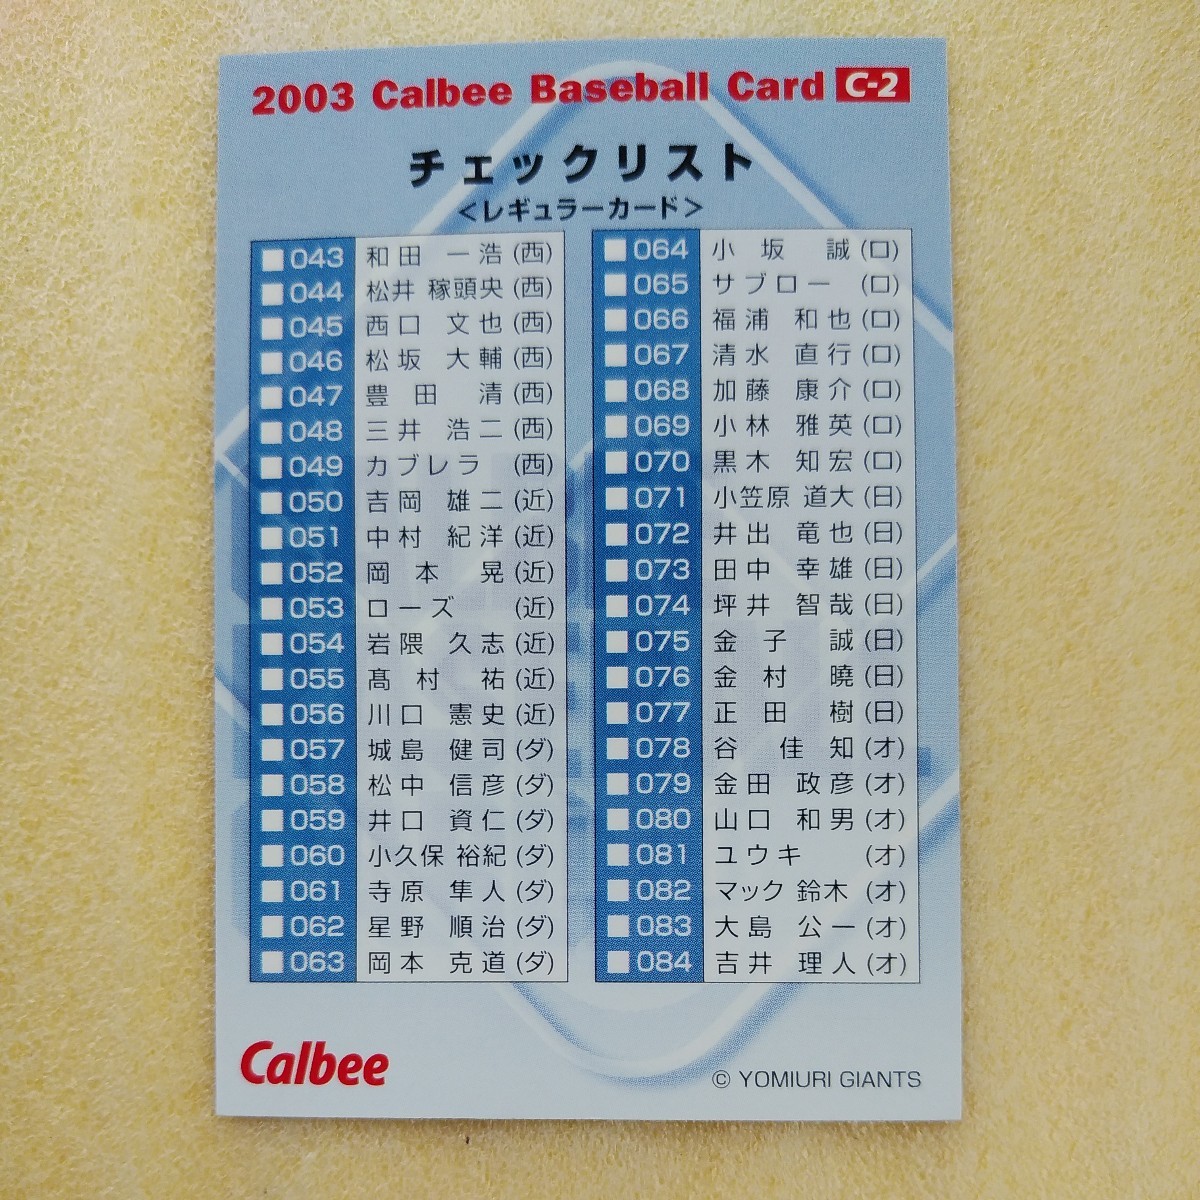 2003 Calbee Baseball Card C-2
チェックリスト
<レギュラーカード>
043 和田 一浩 (西)
044 松井 稼頭央 (西)
045 西口 文也 (西)
046 松坂 大輔 (西)
047 豊田 清 (西)
048 三井 浩二 (西)
049 カブレラ (西)
050 吉岡 雄二 (近)
051 中村 紀洋 (近)
052 岡本 晃 (近)
053 ローズ (近)
054 岩隈 久志 (近)
055 髙村 祐 (近)
056 川口 憲史 (近)
057 城島 健司 (ダ)
058 松中 信彦 (ダ)
059 井口 資仁 (ダ)
060 小久保 裕紀 (ダ)
061 寺原 隼人 (ダ)
062 星野 順治 (ダ)
063 岡本 克道 (ダ)
064 小坂 誠 (ロ)
065 サブロー (ロ)
066 福浦 和也 (ロ)
067 清水 直行 (ロ)
068 加藤 康介 (ロ)
069 小林 雅英 (ロ)
070 黒木 知宏 (ロ)
071 小笠原 道大 (日)
072 井出 竜也 (日)
073 田中 幸雄 (日)
074 坪井 智哉 (日)
075 金子 誠 (日)
076 金村 曉 (日)
077 正田 樹 (日)
078 谷 佳知 (オ)
079 金田 政彦 (オ)
080 山口 和男 (オ)
081 ユウキ (オ)
082 マック 鈴木 (オ)
083 大島 公一 (オ)
084 吉井 理人 (オ)
Calbee
© YOMIURI GIANTS